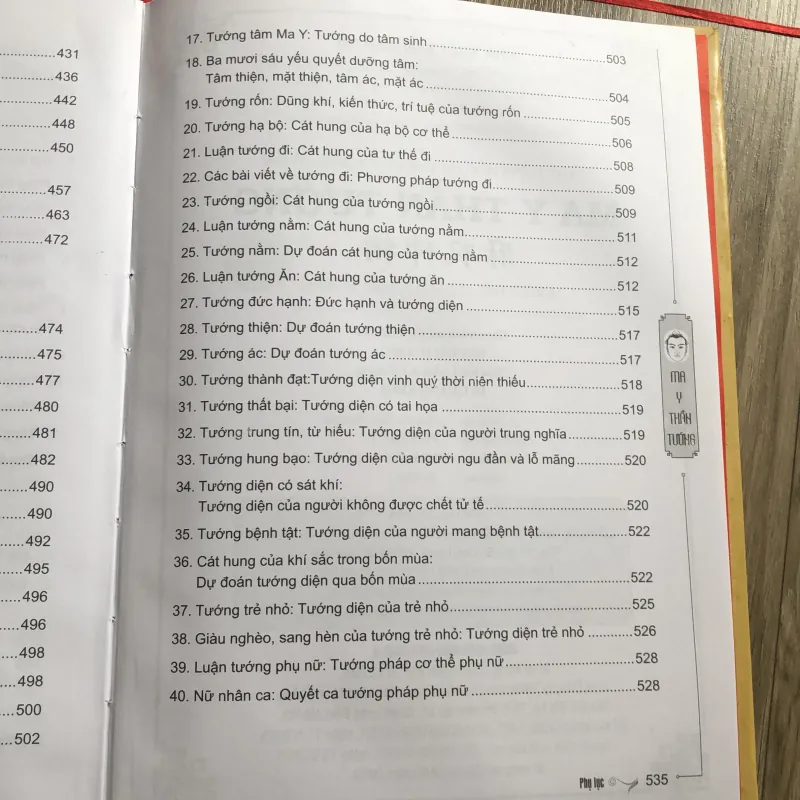 431
436
442
448
450
457
463
472
474
475
477
480
481
482
490
490
492
495
496
496
498
498
500
502
17. Tướng tâm Ma Y: Tướng do tâm sinh 503
18. Ba mươi sáu yếu quyết dưỡng tâm:
Tâm thiện, mặt thiện, tâm ác, mặt ác 504
19. Tướng rốn: Dũng khí, kiến thức, trí tuệ của tướng rốn 505
20. Tướng hạ bộ: Cát hung của hạ bộ cơ thể 506
21. Luận tướng đi: Cát hung của tư thế đi 508
22. Các bài viết về tướng đi: Phương pháp tướng đi 509
23. Tướng ngồi: Cát hung của tướng ngồi 509
24. Luận tướng nằm: Cát hung của tướng nằm 511
25. Tướng nằm: Dự đoán cát hung của tướng nằm 512
26. Luận tướng Ăn: Cát hung của tướng ăn 512
27. Tướng đức hạnh: Đức hạnh và tướng diện 515
28. Tướng thiện: Dự đoán tướng thiện 517
29. Tướng ác: Dự đoán tướng ác 517
30. Tướng thành đạt:Tướng diện vinh quý thời niên thiếu 518
31. Tướng thất bại: Tướng diện có tai họa 519
32. Tướng trung tín, từ hiếu: Tướng diện của người trung nghĩa 519
33. Tướng hung bạo: Tướng diện của người ngu đần và lỗ mãng 520
34. Tướng diện có sát khí:
Tướng diện của người không được chết tử tế 520
35. Tướng bệnh tật: Tướng diện của người mang bệnh tật 522
36. Cát hung của khí sắc trong bốn mùa:
Dự đoán tướng diện qua bốn mùa 522
37. Tướng trẻ nhỏ: Tướng diện của trẻ nhỏ 525
38. Giàu nghèo, sang hèn của tướng trẻ nhỏ: Tướng diện trẻ nhỏ 526
39. Luận tướng phụ nữ: Tướng pháp cơ thể phụ nữ 528
40. Nữ nhân ca: Quyết ca tướng pháp phụ nữ 528
MA
Y
THẦN
TƯỚNG
Phụ lục 535